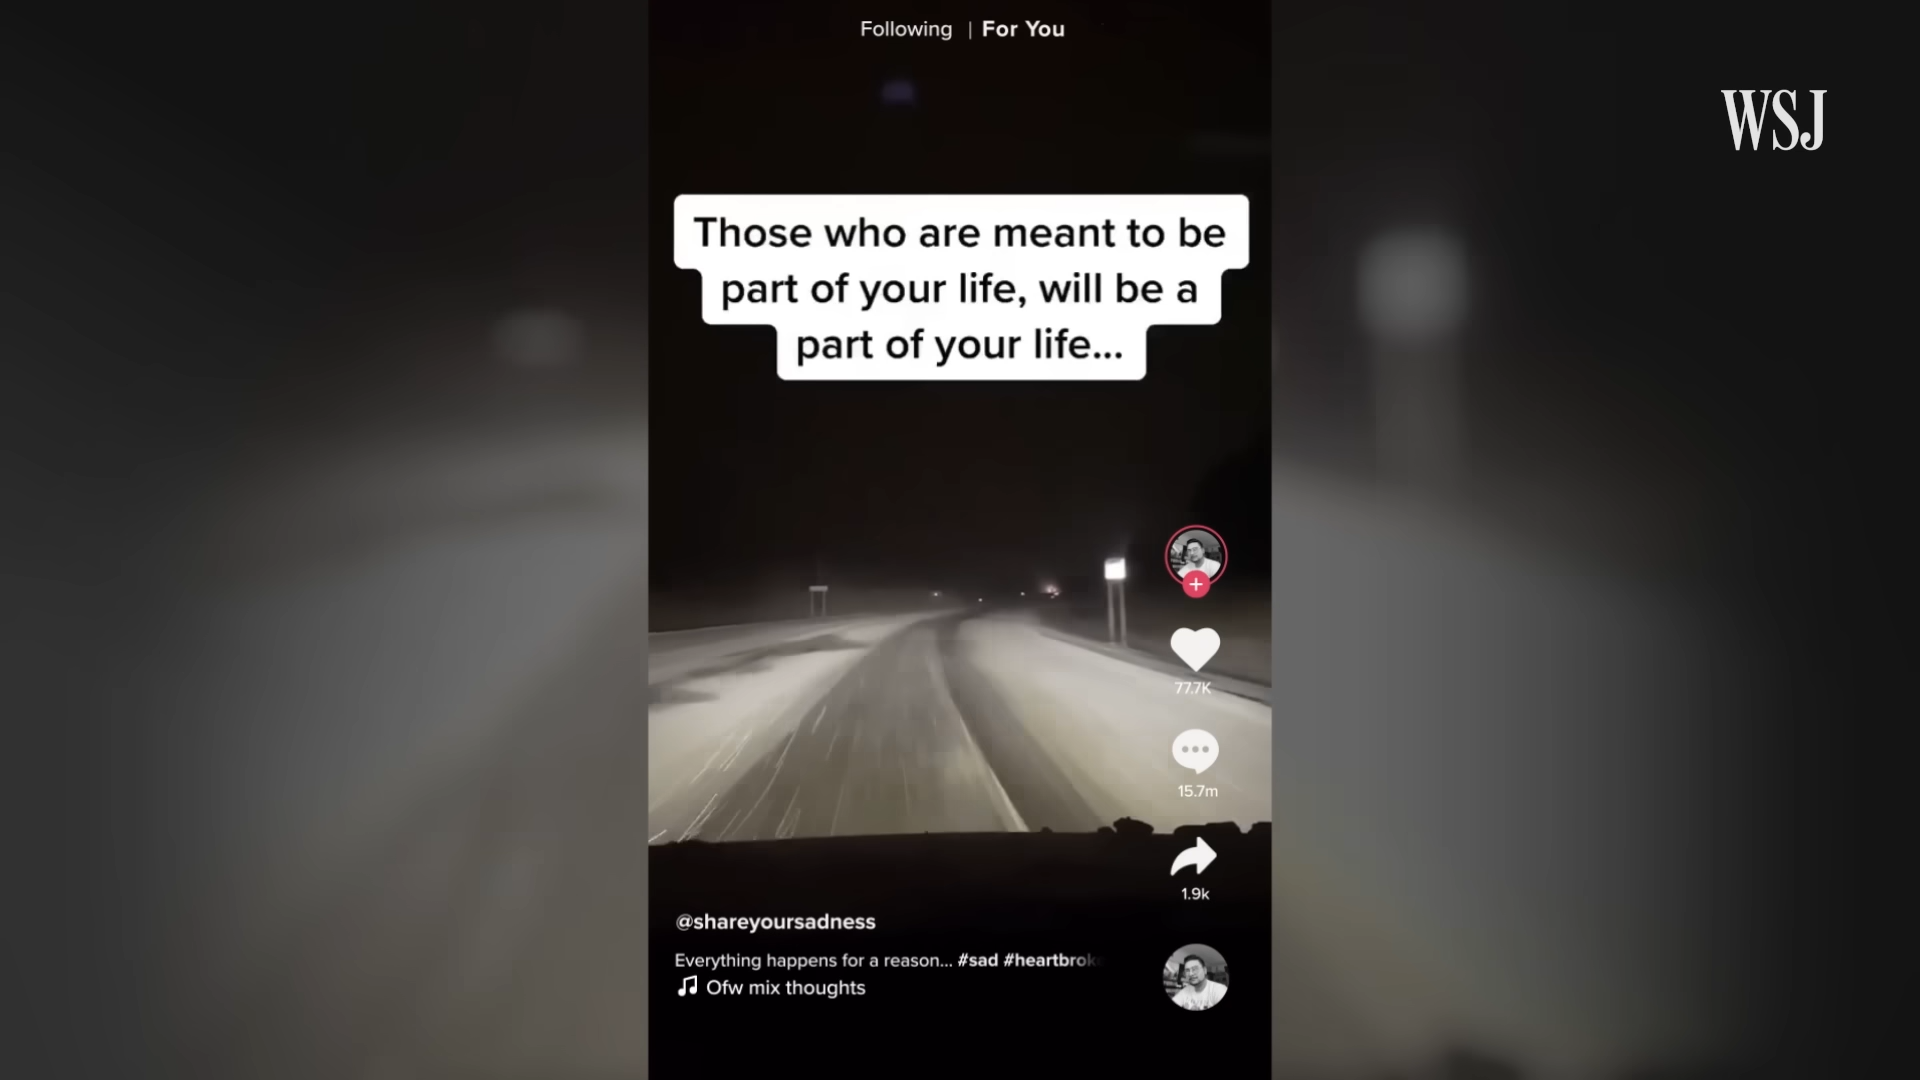 Following | For You
WSJ
Those who are meant to be
part of your life, will be a
part of your life...
77.7K
15.7m
1.9k
@shareyoursadness
Everything happens for a reason... #sad #heartbrok
Ofw mix thoughts